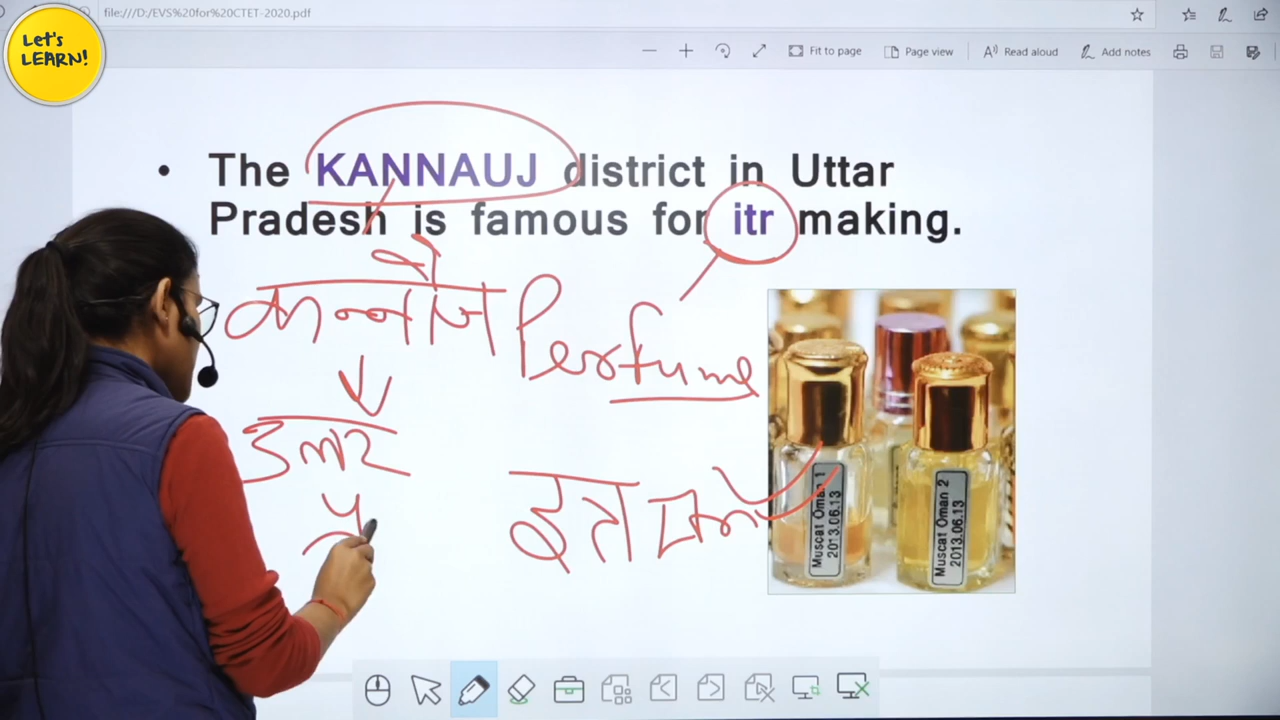 Let's
LEARN!
file:///D:/EVS%20for%20CTET-2020.pdf
Fit to page
Page view
Read aloud
Add notes
• The KANNAUJ district in Uttar
Pradesh is famous for itr making.
कन्नौज
Perfume
उत्तर
इत्र
Muscat Oman 1
2013.06.13
Muscat Oman 2
2013.06.13